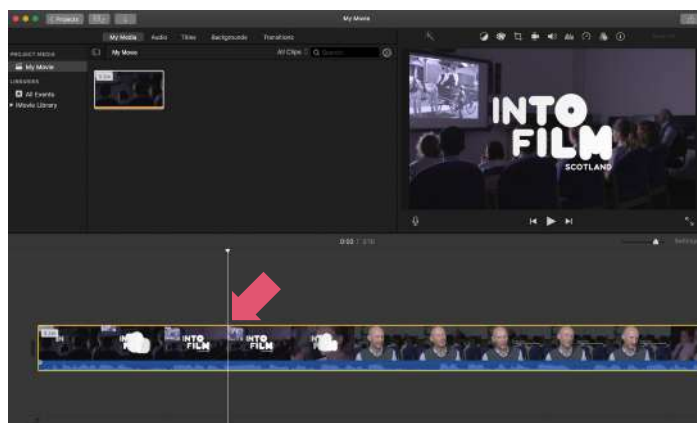 Projects
My Movie
My Media Audio Titles Backgrounds Transitions
PROJECT MEDIA
My Movie
All Clips
Search
My Movie
LIBRARIES
All Events
iMovie Library
INTO
FILM
SCOTLAND
Settings
INTO
FILM
INTO
FILM